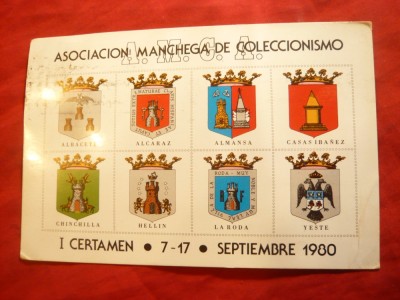 ASOCIACION MANCHEGA DE COLECCIONISMO
A. M. C. A.
ALBACETE ALCARAZ ALMANSA CASAS IBAÑEZ
CHINCHILLA HELLIN LA RODA YESTE
I CERTAMEN • 7-17 • SEPTIEMBRE 1980